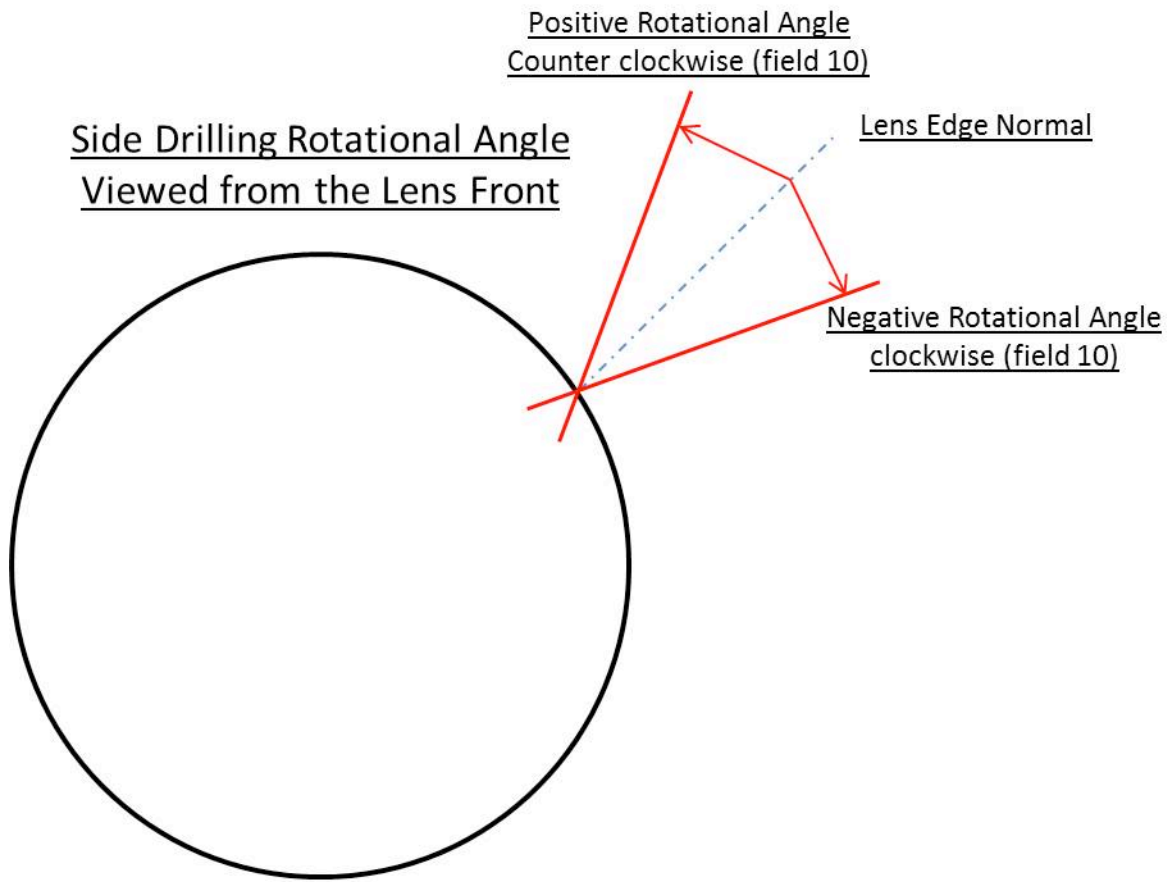 Positive Rotational Angle
Counter clockwise (field 10)
Side Drilling Rotational Angle
Viewed from the Lens Front
Lens Edge Normal
Negative Rotational Angle
clockwise (field 10)